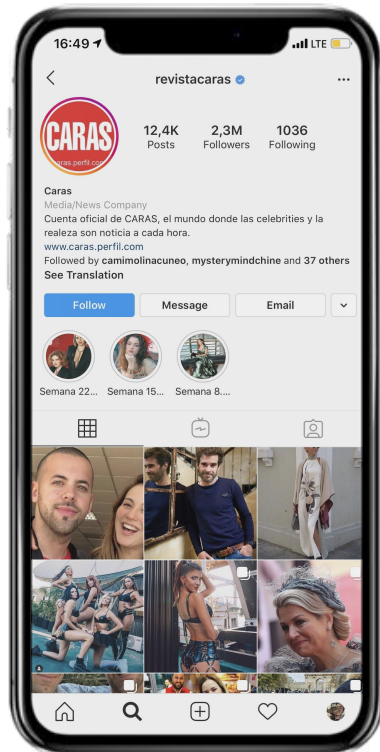 16:49
LTE
revistacaras
CARAS
caras.perfil.com
12,4K 2,3M 1036
Posts Followers Following
Caras
Media/News Company
Cuenta oficial de CARAS, el mundo donde las celebrities y la
realeza son noticia a cada hora.
www.caras.perfil.com
Followed by camimolinacuneo, mysterymindchine and 37 others
See Translation
Follow Message Email
Semana 22... Semana 15... Semana 8....